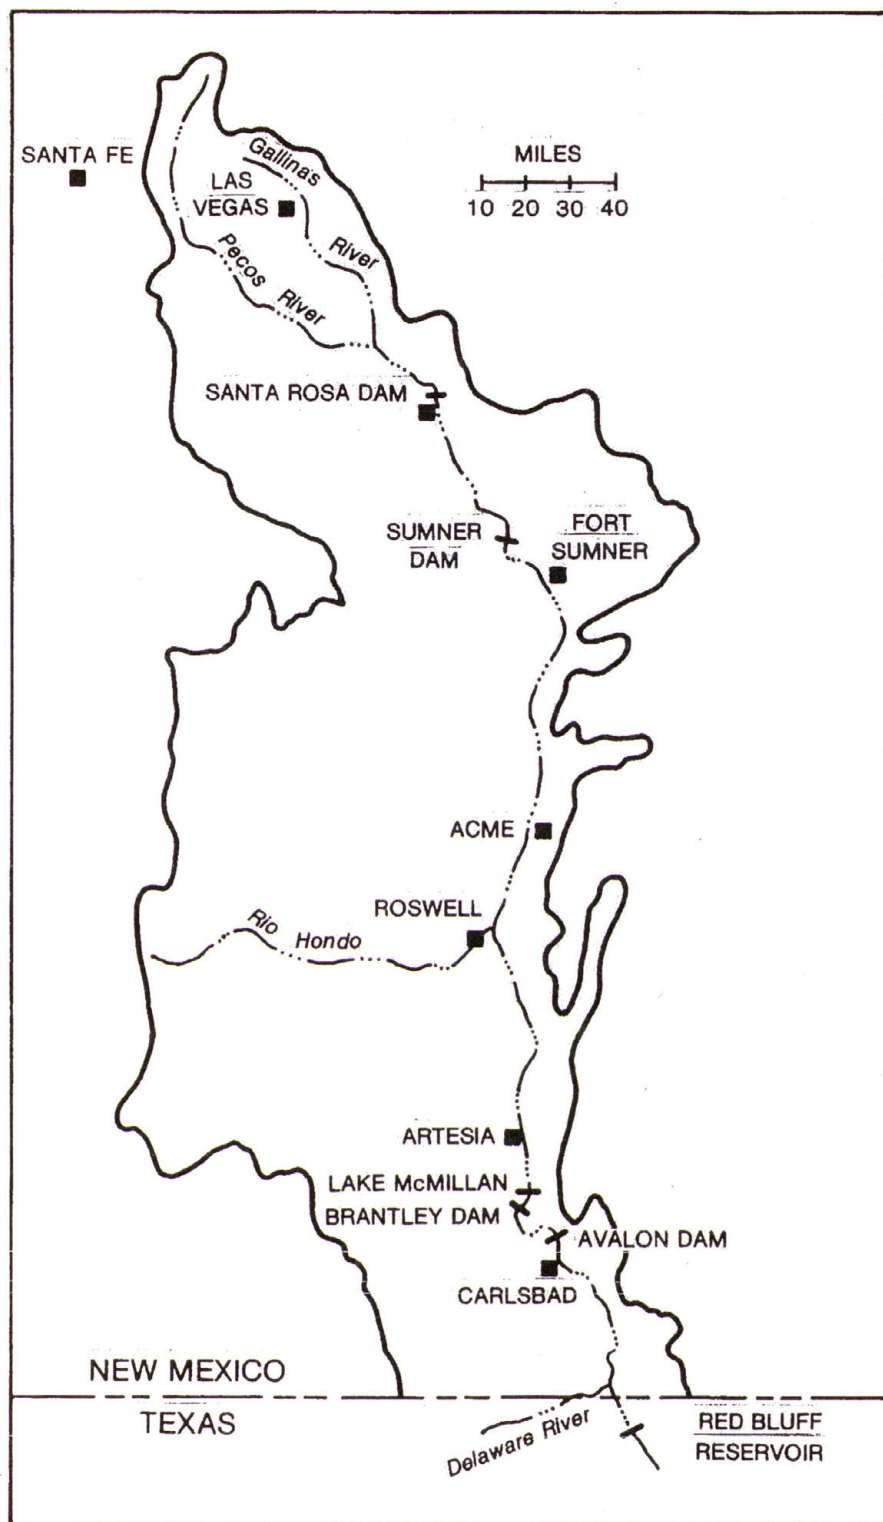 SANTA FE
Gallinas
River
MILES
10 20 30 40
LAS
VEGAS
Pecos
River
SANTA ROSA DAM
SUMNER
DAM
FORT
SUMNER
ACME
ROSWELL
Rio Hondo
ARTESIA
LAKE McMILLAN
BRANTLEY DAM
AVALON DAM
CARLSBAD
NEW MEXICO
TEXAS
Delaware River
RED BLUFF
RESERVOIR